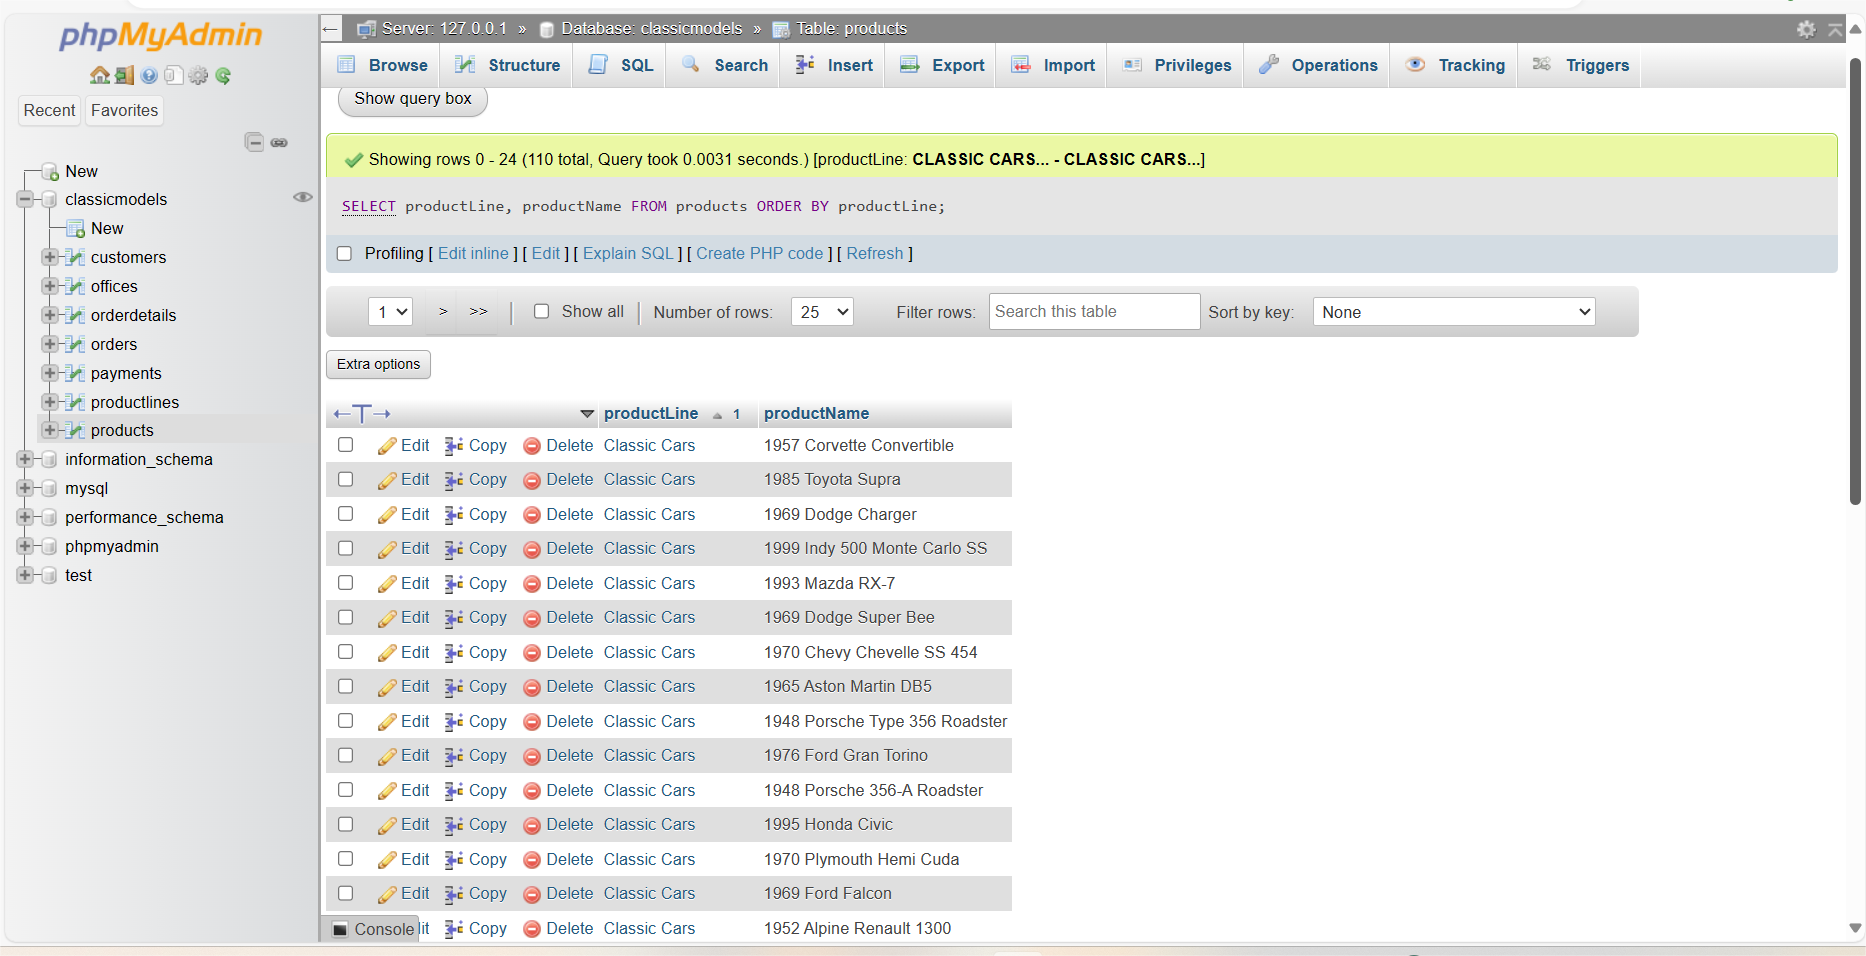 phpMyAdmin
Recent Favorites
New
classicmodels
New
customers
offices
orderdetails
orders
payments
productlines
products
information_schema
mysql
performance_schema
phpmyadmin
test
Server: 127.0.0.1 » Database: classicmodels » Table: products
Browse Structure SQL Search Insert Export Import Privileges Operations Tracking Triggers
Show query box
Showing rows 0 - 24 (110 total, Query took 0.0031 seconds.) [productLine: CLASSIC CARS... - CLASSIC CARS...]
SELECT productLine, productName FROM products ORDER BY productLine;
Profiling [ Edit inline ] [ Edit ] [ Explain SQL ] [ Create PHP code ] [ Refresh ]
1 > >> | Show all | Number of rows: 25 Filter rows: Search this table Sort by key: None
Extra options
←T→ productLine 1 productName
Edit Copy Delete Classic Cars 1957 Corvette Convertible
Edit Copy Delete Classic Cars 1985 Toyota Supra
Edit Copy Delete Classic Cars 1969 Dodge Charger
Edit Copy Delete Classic Cars 1999 Indy 500 Monte Carlo SS
Edit Copy Delete Classic Cars 1993 Mazda RX-7
Edit Copy Delete Classic Cars 1969 Dodge Super Bee
Edit Copy Delete Classic Cars 1970 Chevy Chevelle SS 454
Edit Copy Delete Classic Cars 1965 Aston Martin DB5
Edit Copy Delete Classic Cars 1948 Porsche Type 356 Roadster
Edit Copy Delete Classic Cars 1976 Ford Gran Torino
Edit Copy Delete Classic Cars 1948 Porsche 356-A Roadster
Edit Copy Delete Classic Cars 1995 Honda Civic
Edit Copy Delete Classic Cars 1970 Plymouth Hemi Cuda
Edit Copy Delete Classic Cars 1969 Ford Falcon
Console it Copy Delete Classic Cars 1952 Alpine Renault 1300